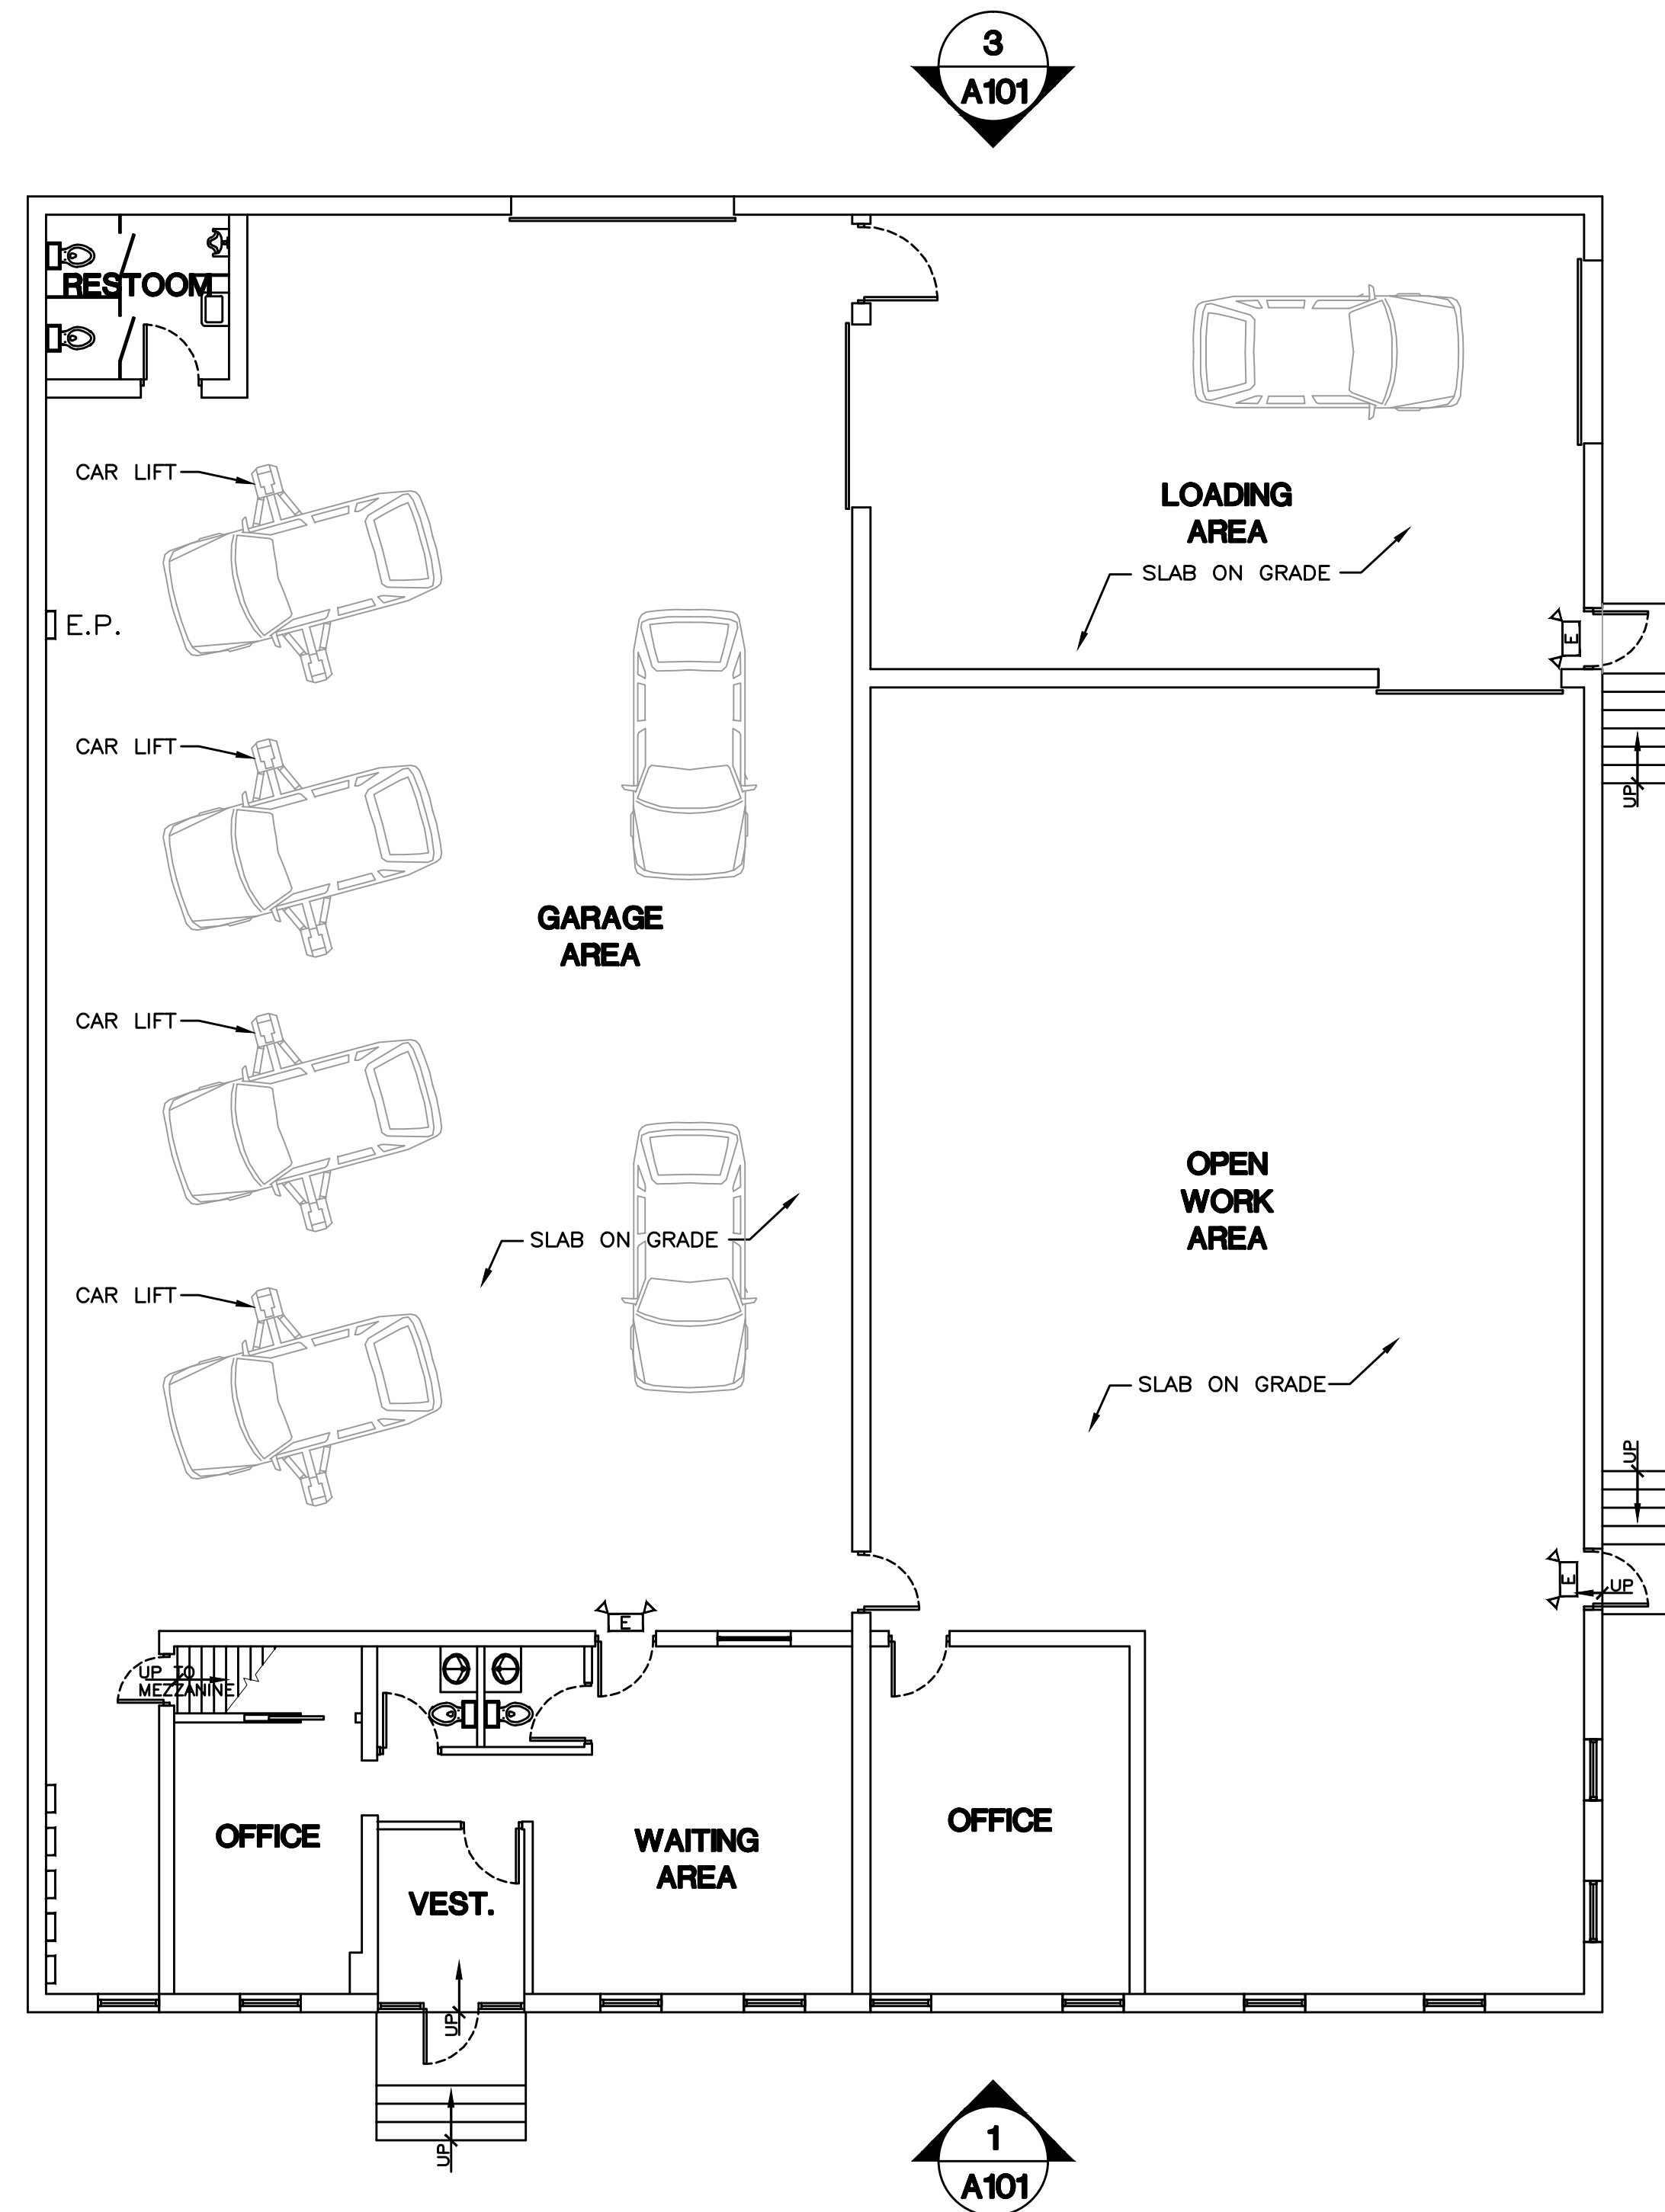 3
A101
RESTOOM
CAR LIFT
LOADING
AREA
SLAB ON GRADE
E.P.
E
CAR LIFT
UP
GARAGE
AREA
CAR LIFT
OPEN
WORK
AREA
SLAB ON GRADE
CAR LIFT
SLAB ON GRADE
UP
E
UP
E
UP TO
MEZZANINE
OFFICE
WAITING
AREA
OFFICE
VEST.
UP
UP
1
A101